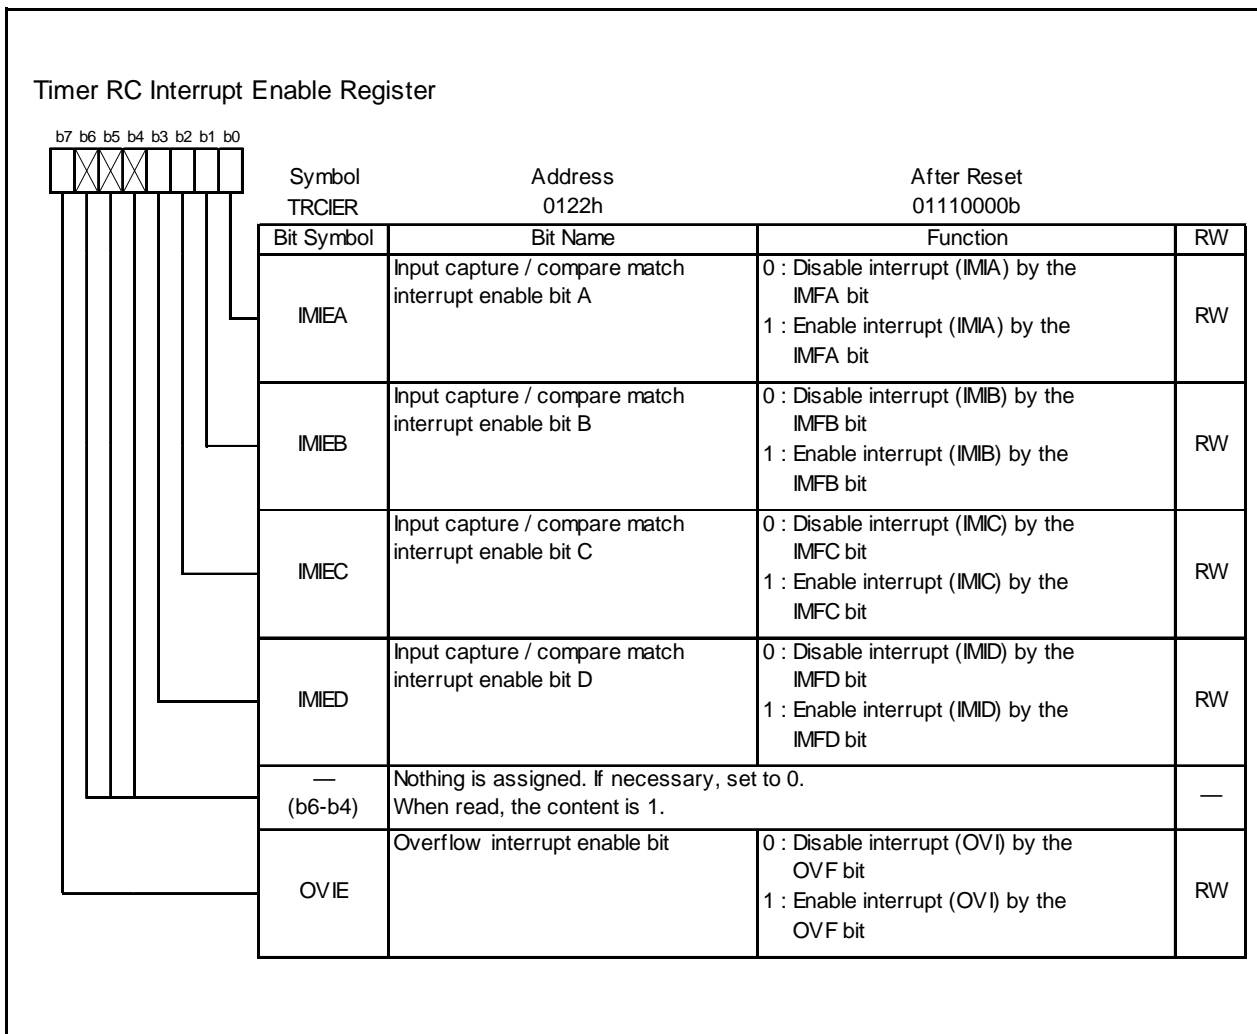 Timer RC Interrupt Enable Register
b7 b6 b5 b4 b3 b2 b1 b0
Symbol Address After Reset
TRCIER 0122h 01110000b
Bit Symbol Bit Name Function RW
IMIEA
Input capture / compare match
interrupt enable bit A
0 : Disable interrupt (IMIA) by the
IMFA bit
1 : Enable interrupt (IMIA) by the
IMFA bit
RW
IMIEB
Input capture / compare match
interrupt enable bit B
0 : Disable interrupt (IMIB) by the
IMFB bit
1 : Enable interrupt (IMIB) by the
IMFB bit
RW
IMIEC
Input capture / compare match
interrupt enable bit C
0 : Disable interrupt (IMIC) by the
IMFC bit
1 : Enable interrupt (IMIC) by the
IMFC bit
RW
IMIED
Input capture / compare match
interrupt enable bit D
0 : Disable interrupt (IMID) by the
IMFD bit
1 : Enable interrupt (IMID) by the
IMFD bit
RW
—
(b6-b4)
Nothing is assigned. If necessary, set to 0.
When read, the content is 1.
—
OVIE
Overflow interrupt enable bit
0 : Disable interrupt (OVI) by the
OVF bit
1 : Enable interrupt (OVI) by the
OVF bit
RW